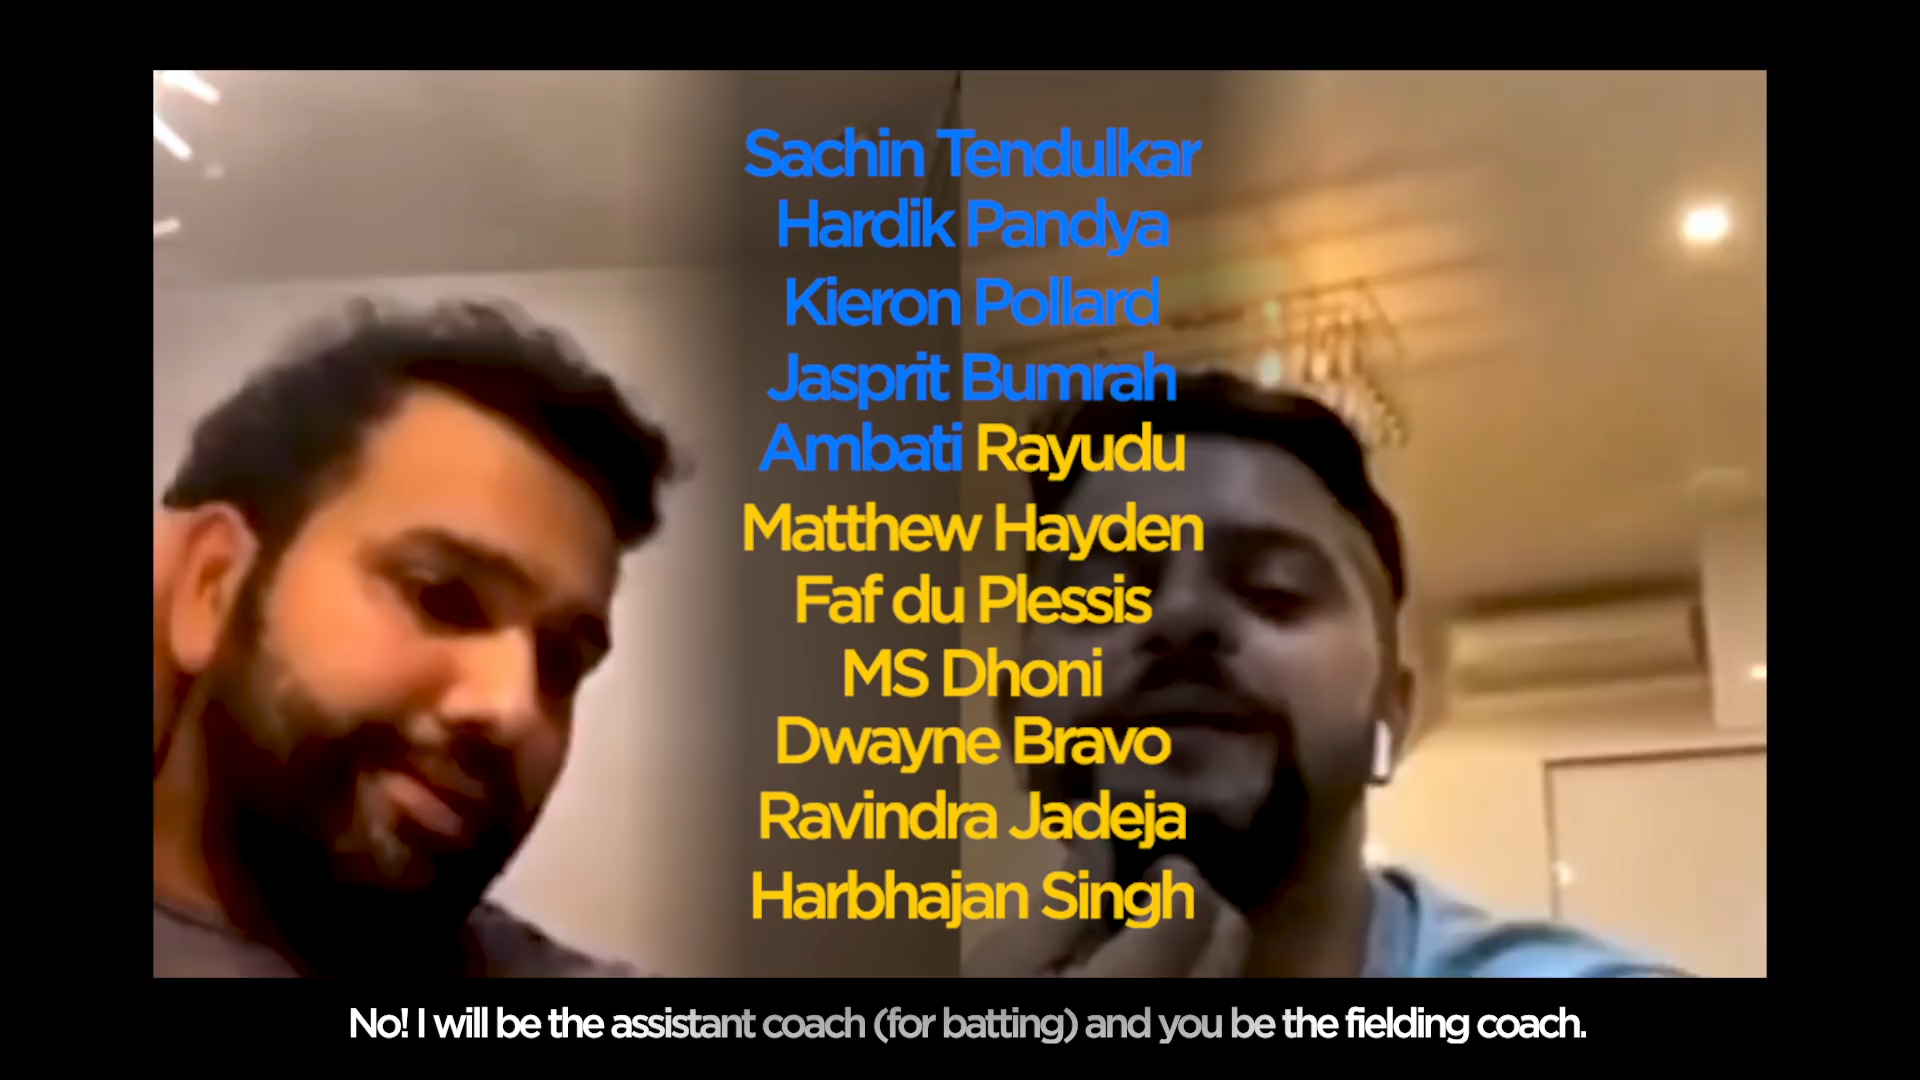 Sachin Tendulkar
Hardik Pandya
Kieron Pollard
Jasprit Bumrah
Ambati Rayudu
Matthew Hayden
Faf du Plessis
MS Dhoni
Dwayne Bravo
Ravindra Jadeja
Harbhajan Singh
No! I will be the assistant coach (for batting) and you be the fielding coach.